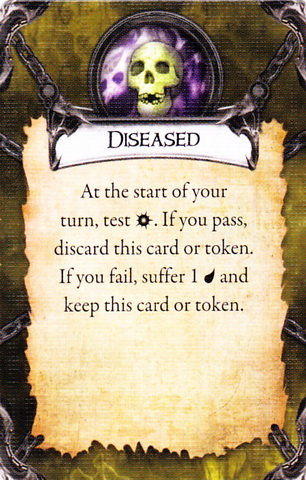 DISEASED
At the start of your
turn, test . If you pass,
discard this card or token.
If you fail, suffer 1 and
keep this card or token.